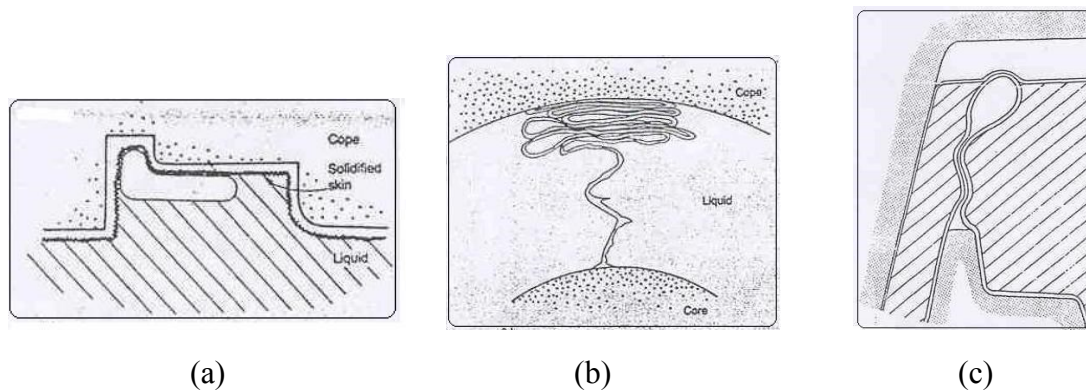 Cope
Solidified
skin
Liquid
Cope
Liquid
Core
(a)
(b)
(c)